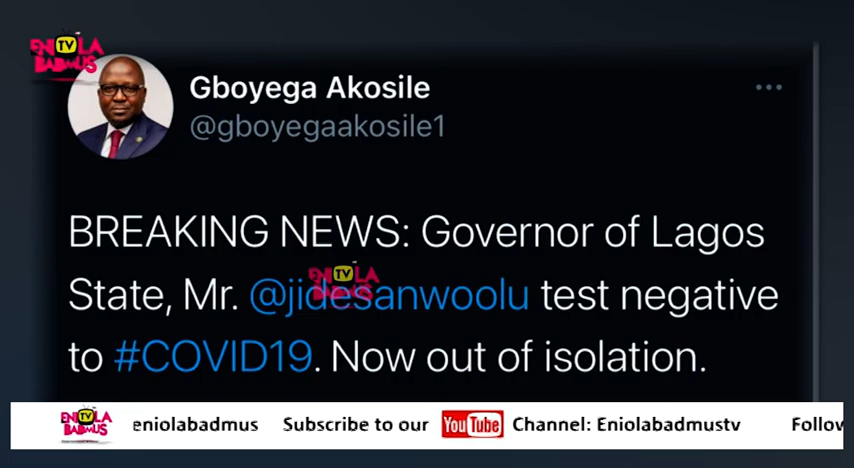 ENIOLA
TV
BADMUS
Gboyega Akosile
@gboyegaakosile1
BREAKING NEWS: Governor of Lagos
State, Mr. @jidesanwoolu test negative
to #COVID19. Now out of isolation.
TV
ENIOLA
TV
BADMUS
eniolabadmus Subscribe to our YouTube Channel: Eniolabadmustv Follow